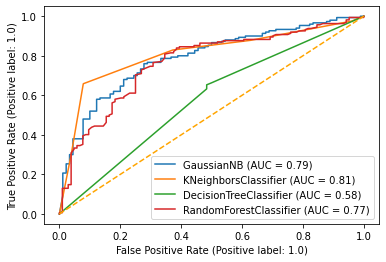 1.0
0.8
0.6
0.4
0.2
0.0
True Positive Rate (Positive label: 1.0)
GaussianNB (AUC = 0.79)
KNeighborsClassifier (AUC = 0.81)
DecisionTreeClassifier (AUC = 0.58)
RandomForestClassifier (AUC = 0.77)
0.0 0.2 0.4 0.6 0.8 1.0
False Positive Rate (Positive label: 1.0)